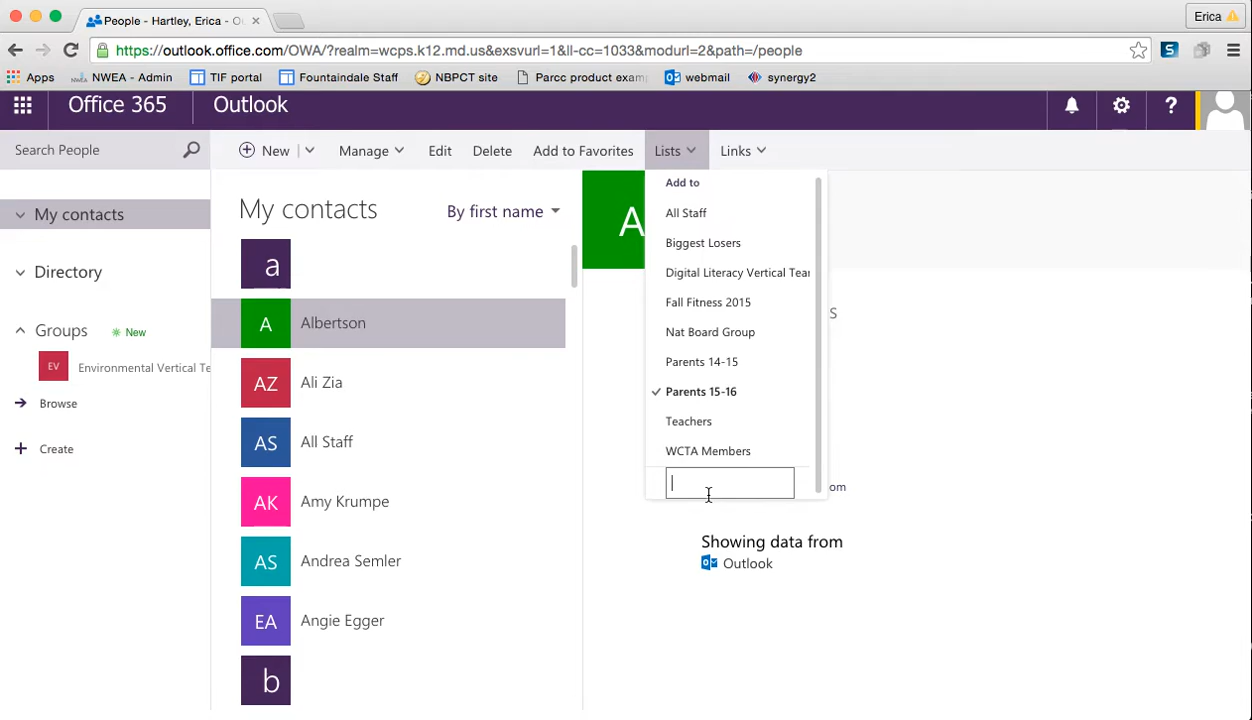 People - Hartley, Erica - O
Erica
https://outlook.office.com/OWA/?realm=wcps.k12.md.us&exsvurl=1&ll-cc=1033&modurl=2&path=/people
Apps NWEA - Admin TIF portal Fountaindale Staff NBPCT site Parcc product exam webmail synergy2
Office 365 Outlook ?
Search People
New Manage Edit Delete Add to Favorites Lists Links
My contacts
Directory
Groups New
EV Environmental Vertical Te
Browse
Create
My contacts By first name
a
A Albertson
AZ Ali Zia
AS All Staff
AK Amy Krumpe
AS Andrea Semler
EA Angie Egger
b
A
Add to
All Staff
Biggest Losers
Digital Literacy Vertical Tear
Fall Fitness 2015
Nat Board Group
Parents 14-15
Parents 15-16
Teachers
WCTA Members
S
om
Showing data from
Outlook